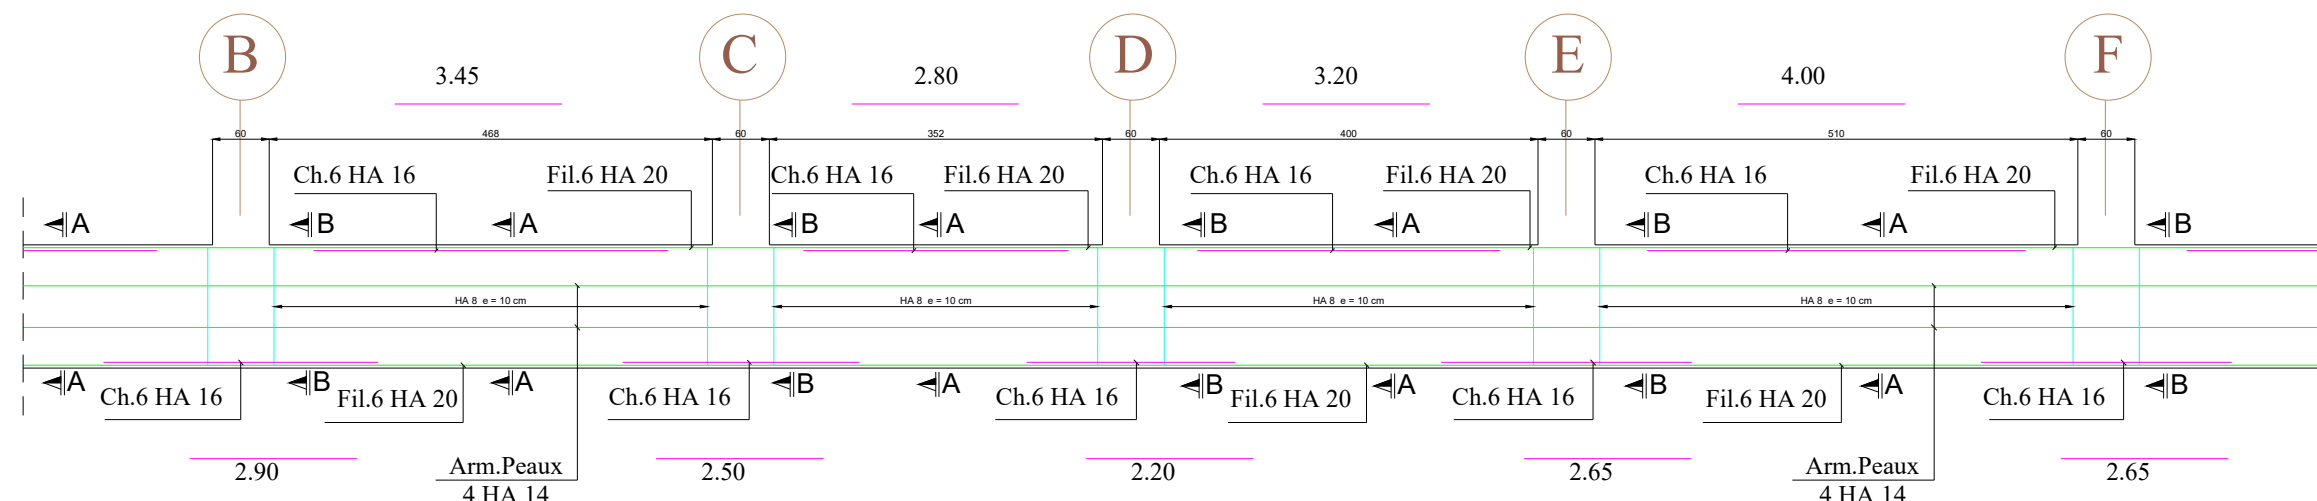 B C D E F
3.45 2.80 3.20 4.00
60 468 60 352 60 400 60 510 60
Ch.6 HA 16 Fil.6 HA 20 Ch.6 HA 16 Fil.6 HA 20 Ch.6 HA 16 Fil.6 HA 20 Ch.6 HA 16 Fil.6 HA 20
A B A B A B A B A B
HA 8 e = 10 cm HA 8 e = 10 cm HA 8 e = 10 cm HA 8 e = 10 cm
A B A B A B A B A B
Ch.6 HA 16 Fil.6 HA 20 Ch.6 HA 16 Ch.6 HA 16 Fil.6 HA 20 Ch.6 HA 16 Fil.6 HA 20 Ch.6 HA 16
2.90 Arm.Peaux 2.50 2.20 2.65 Arm.Peaux 2.65
4 HA 14 4 HA 14